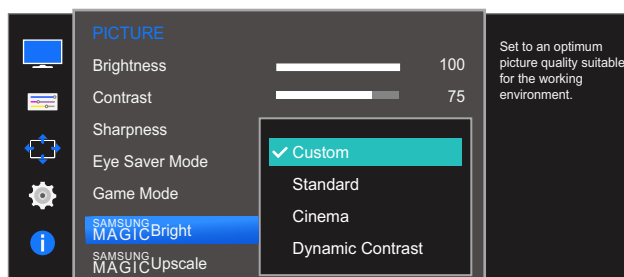 PICTURE
Brightness 100
Contrast 75
Sharpness
Eye Saver Mode
Game Mode
SAMSUNG
MAGICBright
SAMSUNG
MAGICUpscale
Custom
Standard
Cinema
Dynamic Contrast
Set to an optimum
picture quality suitable
for the working
environment.